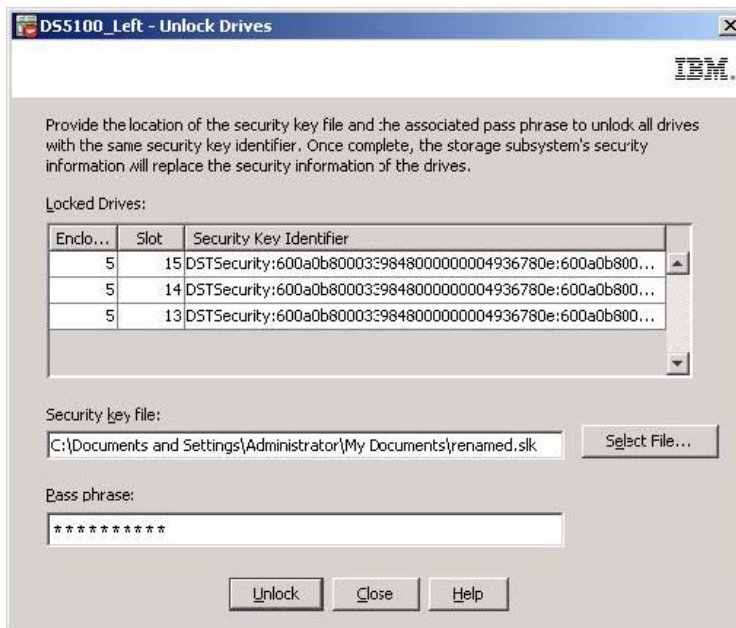 DS5100_Left - Unlock Drives
IBM.
Provide the location of the security key file and the associated pass phrase to unlock all drives
with the same security key identifier. Once complete, the storage subsystem's security
information will replace the security information of the drives.
Locked Drives:
Enclo... Slot Security Key Identifier
5 15 DSTSecurity:600a0b8000339848000000004936780e:600a0b800...
5 14 DSTSecurity:600a0b8000339848000000004936780e:600a0b800...
5 13 DSTSecurity:600a0b8000339848000000004936780e:600a0b800...
Security key file:
C:\Documents and Settings\Administrator\My Documents\renamed.slk Select File...
Pass phrase:
**********
Unlock Close Help